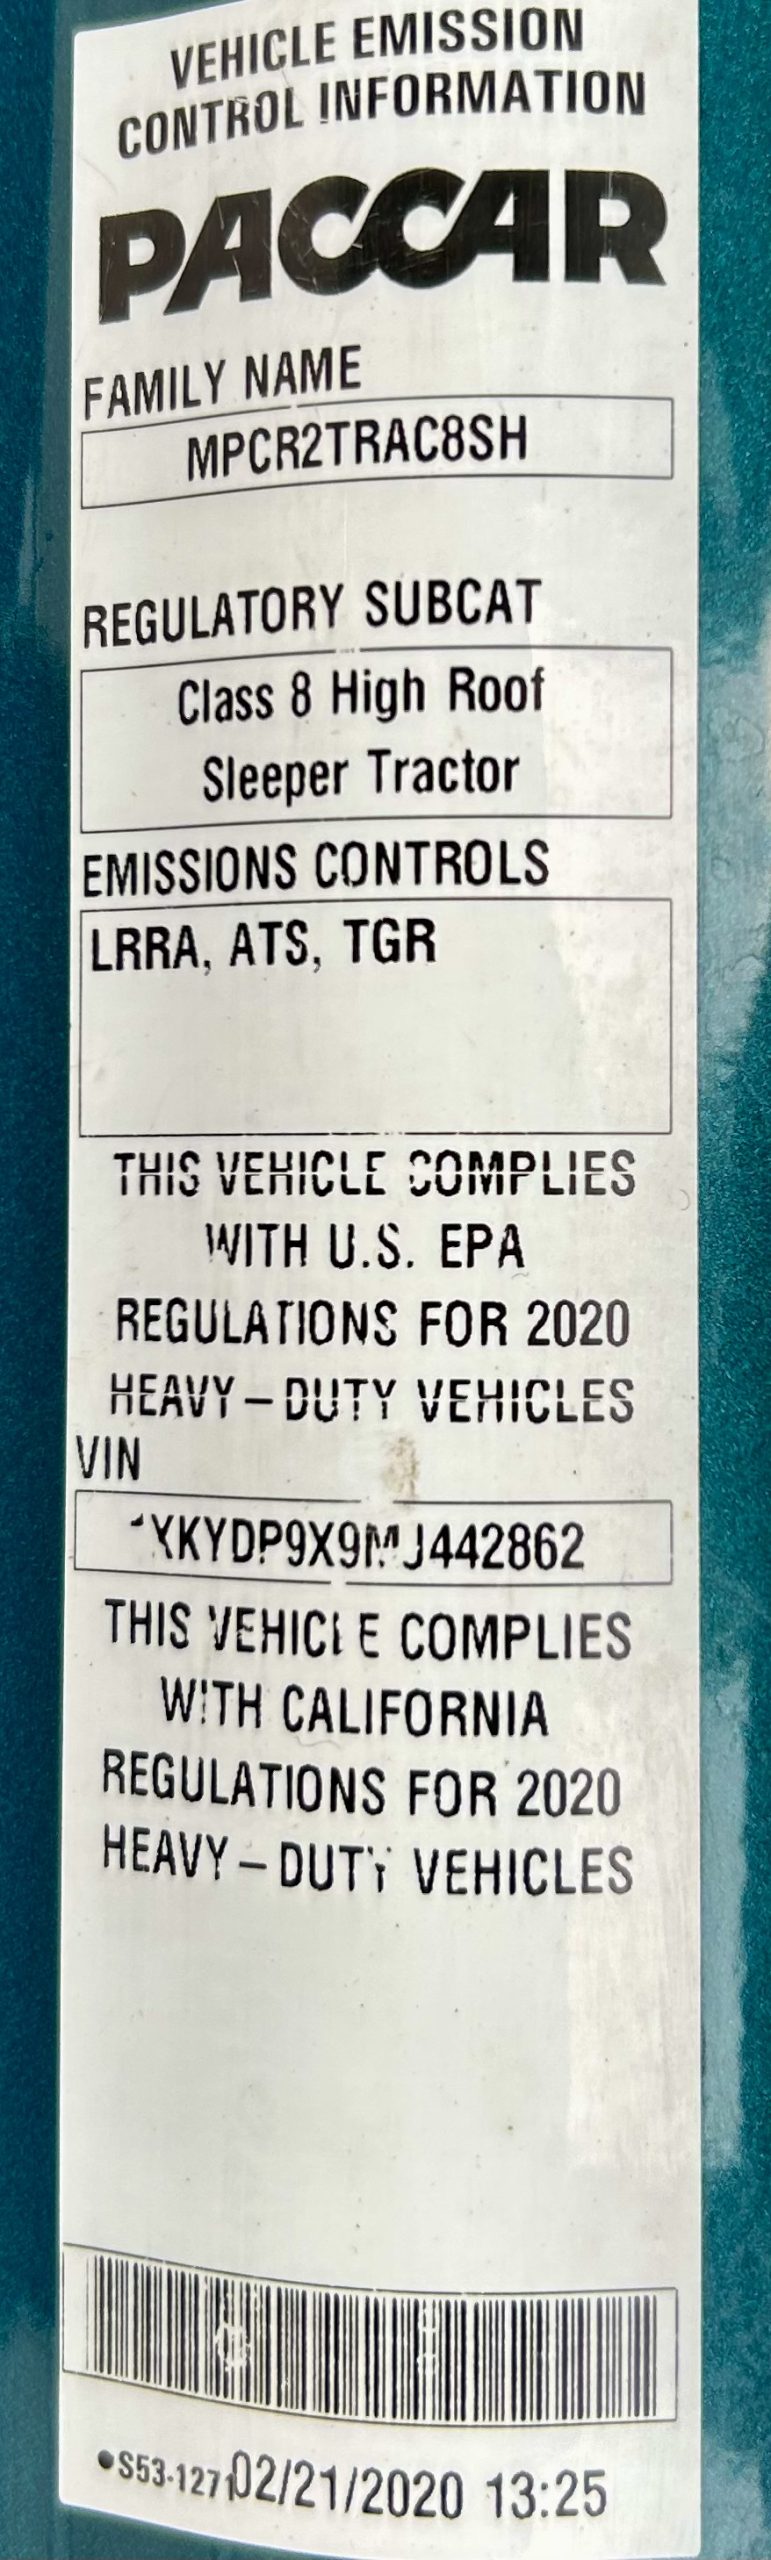 VEHICLE EMISSION
CONTROL INFORMATION
PACCAR
FAMILY NAME
MPCR2TRAC8SH
REGULATORY SUBCAT
Class 8 High Roof
Sleeper Tractor
EMISSIONS CONTROLS
LRRA, ATS, TGR
THIS VEHICLE COMPLIES
WITH U.S. EPA
REGULATIONS FOR 2020
HEAVY-DUTY VEHICLES
VIN
1XKYDP9X9MJ442862
THIS VEHICLE COMPLIES
WITH CALIFORNIA
REGULATIONS FOR 2020
HEAVY-DUTY VEHICLES
•S53-1271 02/21/2020 13:25